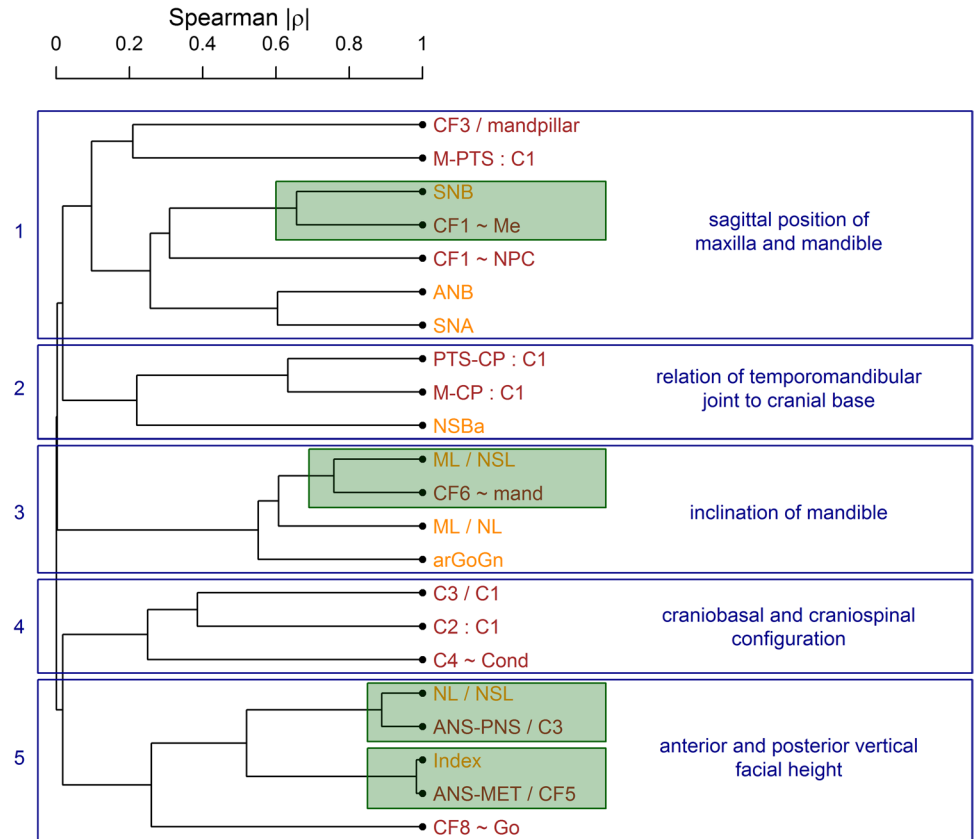 Spearman |ρ|
0 0.2 0.4 0.6 0.8 1
CF3 / mandpillar
M-PTS : C1
SNB
CF1 ~ Me
1
sagittal position of
maxilla and mandible
CF1 ~ NPC
ANB
SNA
PTS-CP : C1
2
M-CP : C1
relation of temporomandibular
joint to cranial base
NSBa
ML / NSL
CF6 ~ mand
3
inclination of mandible
ML / NL
arGoGn
C3 / C1
4
C2 : C1
craniobasal and craniospinal
configuration
C4 ~ Cond
NL / NSL
ANS-PNS / C3
5
anterior and posterior vertical
facial height
Index
ANS-MET / CF5
CF8 ~ Go